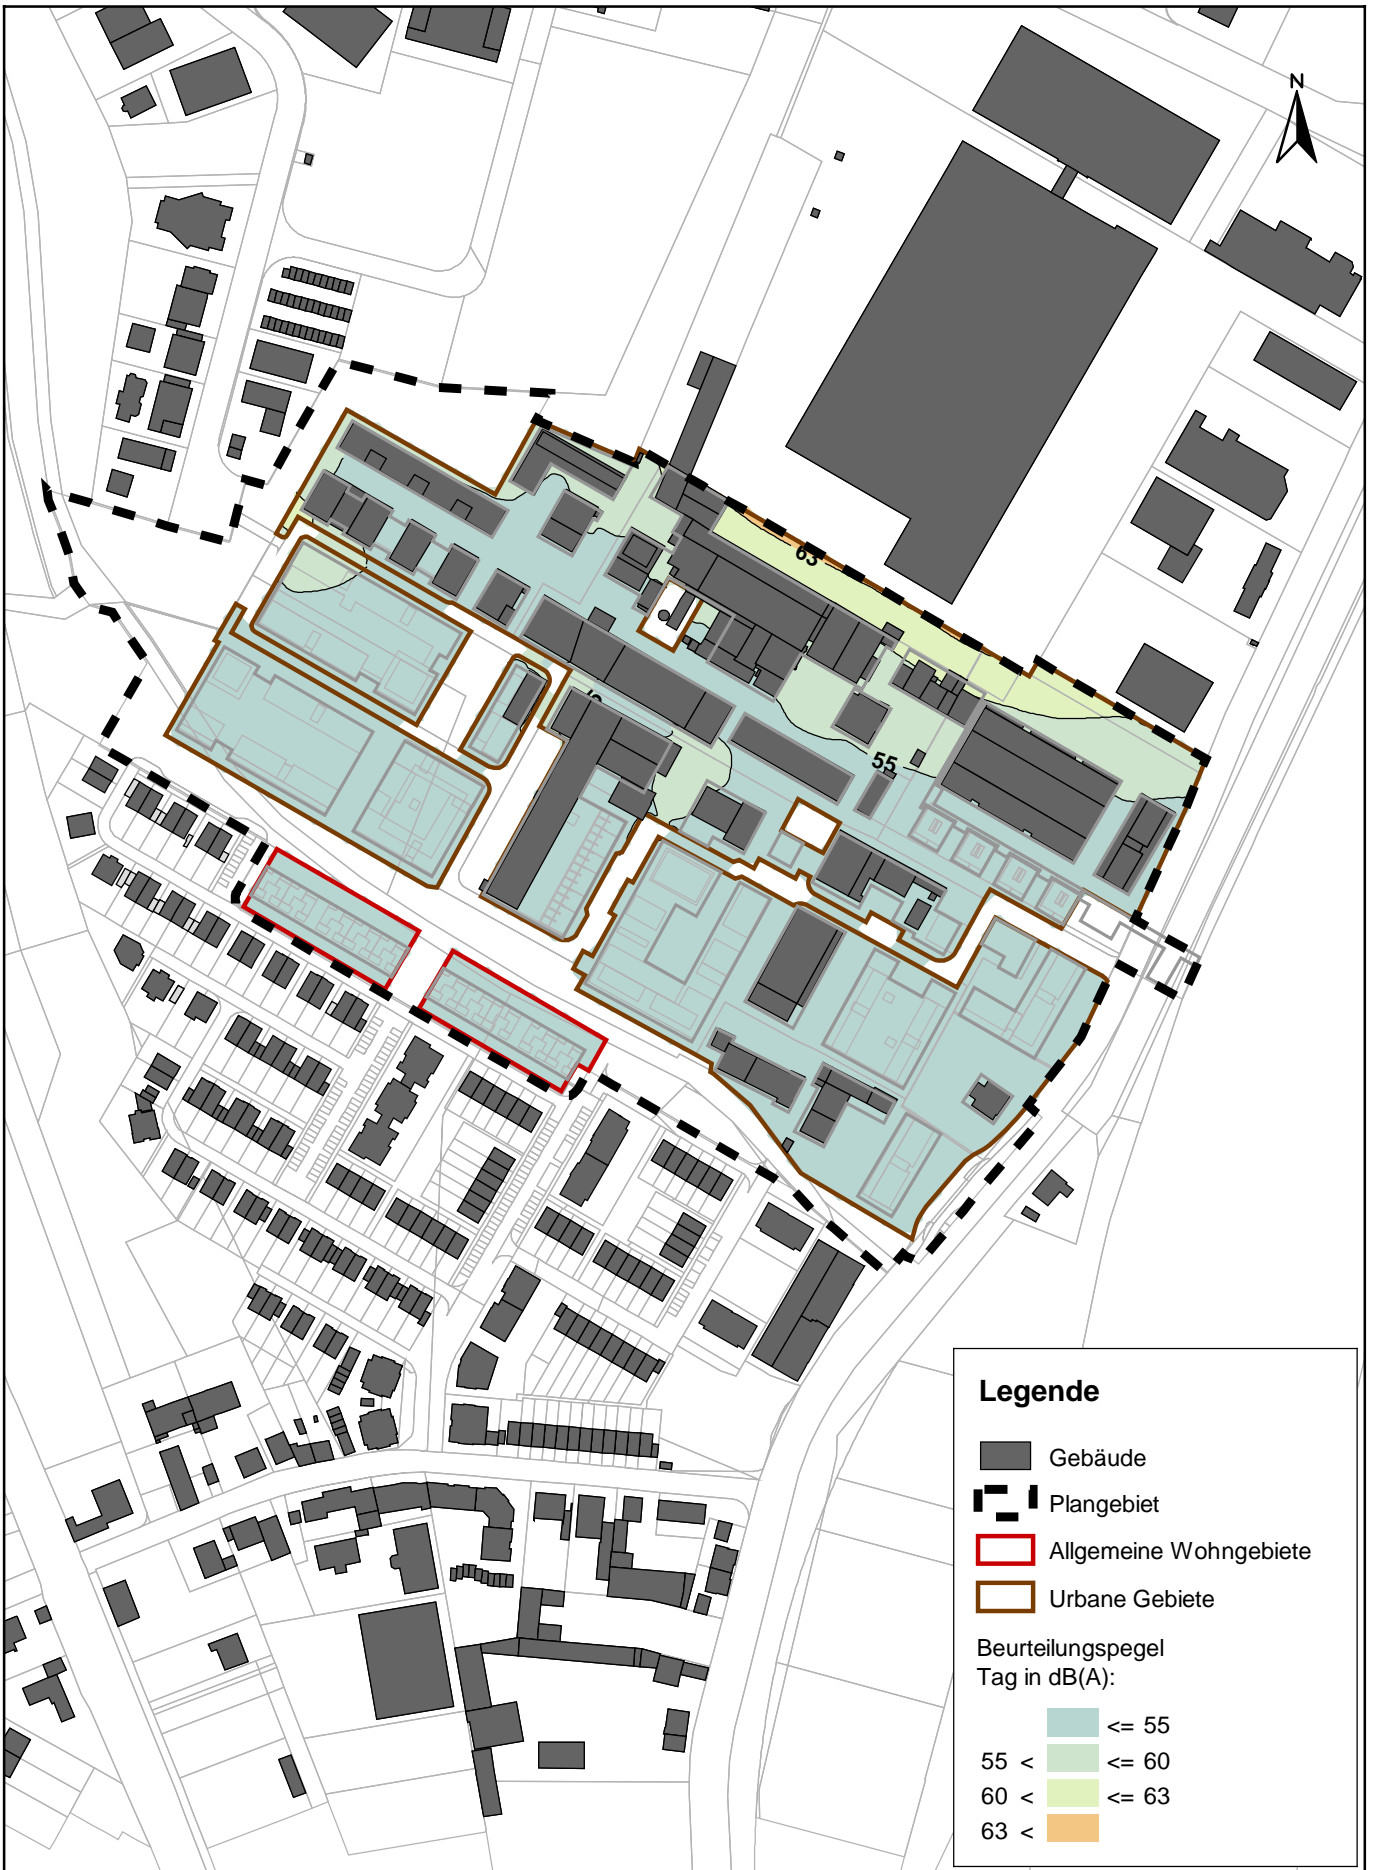 N
63
55
Legende
Gebäude
Plangebiet
Allgemeine Wohngebiete
Urbane Gebiete
Beurteilungspegel
Tag in dB(A):
<= 55
55 < <= 60
60 < <= 63
63 <